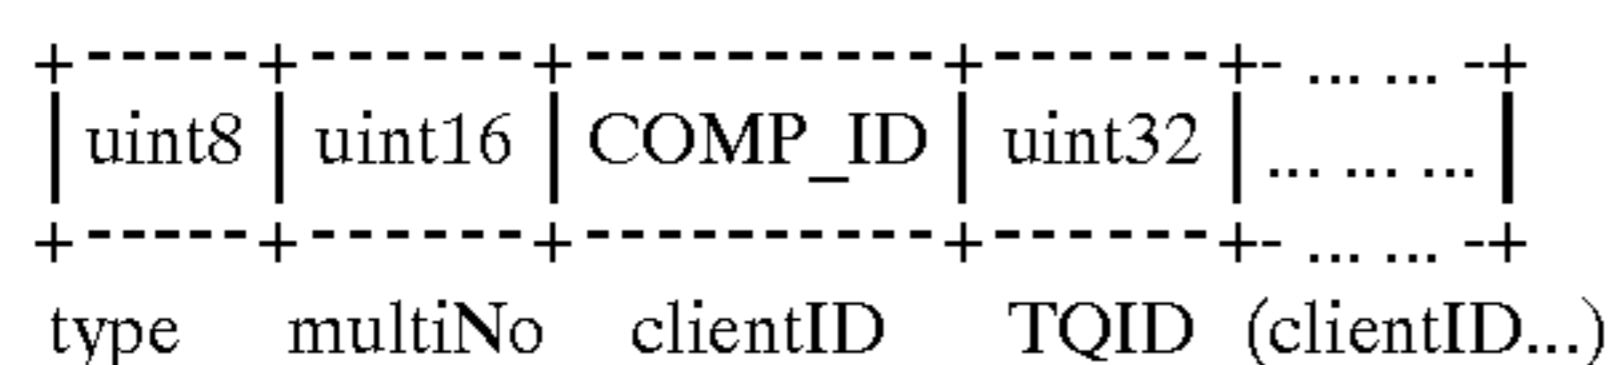 +------+-------+-----------+-------+- ... ... -+
| uint8 | uint16 | COMP_ID | uint32 | ... ... ... |
+------+-------+-----------+-------+- ... ... -+
type multiNo clientID TQID (clientID...)